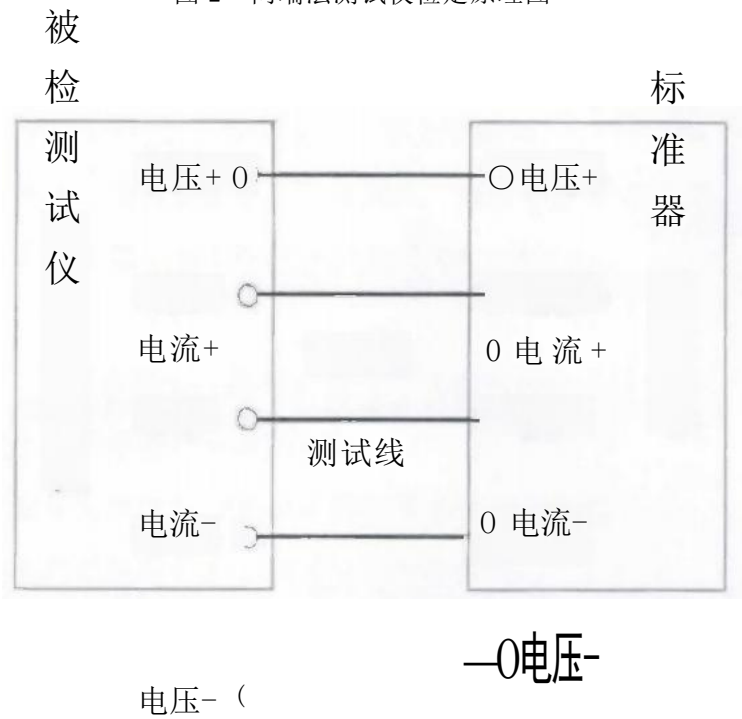 被检测试仪
标准器
电压+ 0
○电压+
电流+
0 电流+
测试线
电流-
0 电流-
—0电压-
电压- (